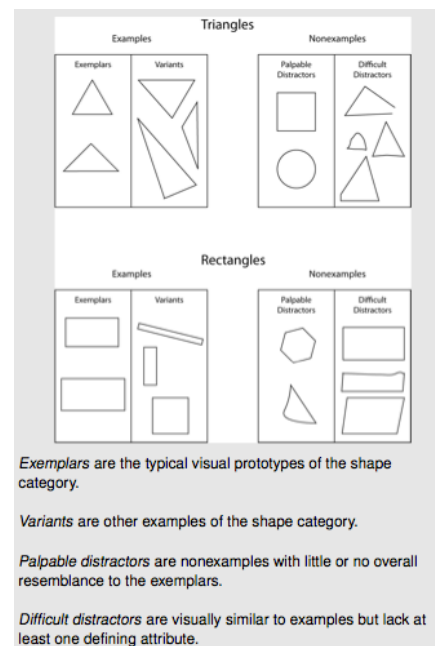 Triangles
Examples
Nonexamples
Exemplars
Variants
Palpable
Distractors
Difficult
Distractors
Rectangles
Examples
Nonexamples
Exemplars
Variants
Palpable
Distractors
Difficult
Distractors
Exemplars are the typical visual prototypes of the shape
category.
Variants are other examples of the shape category.
Palpable distractors are nonexamples with little or no overall
resemblance to the exemplars.
Difficult distractors are visually similar to examples but lack at
least one defining attribute.